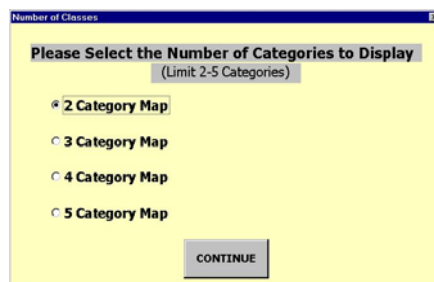 Number of Classes
Please Select the Number of Categories to Display
(Limit 2-5 Categories)
2 Category Map
3 Category Map
4 Category Map
5 Category Map
CONTINUE